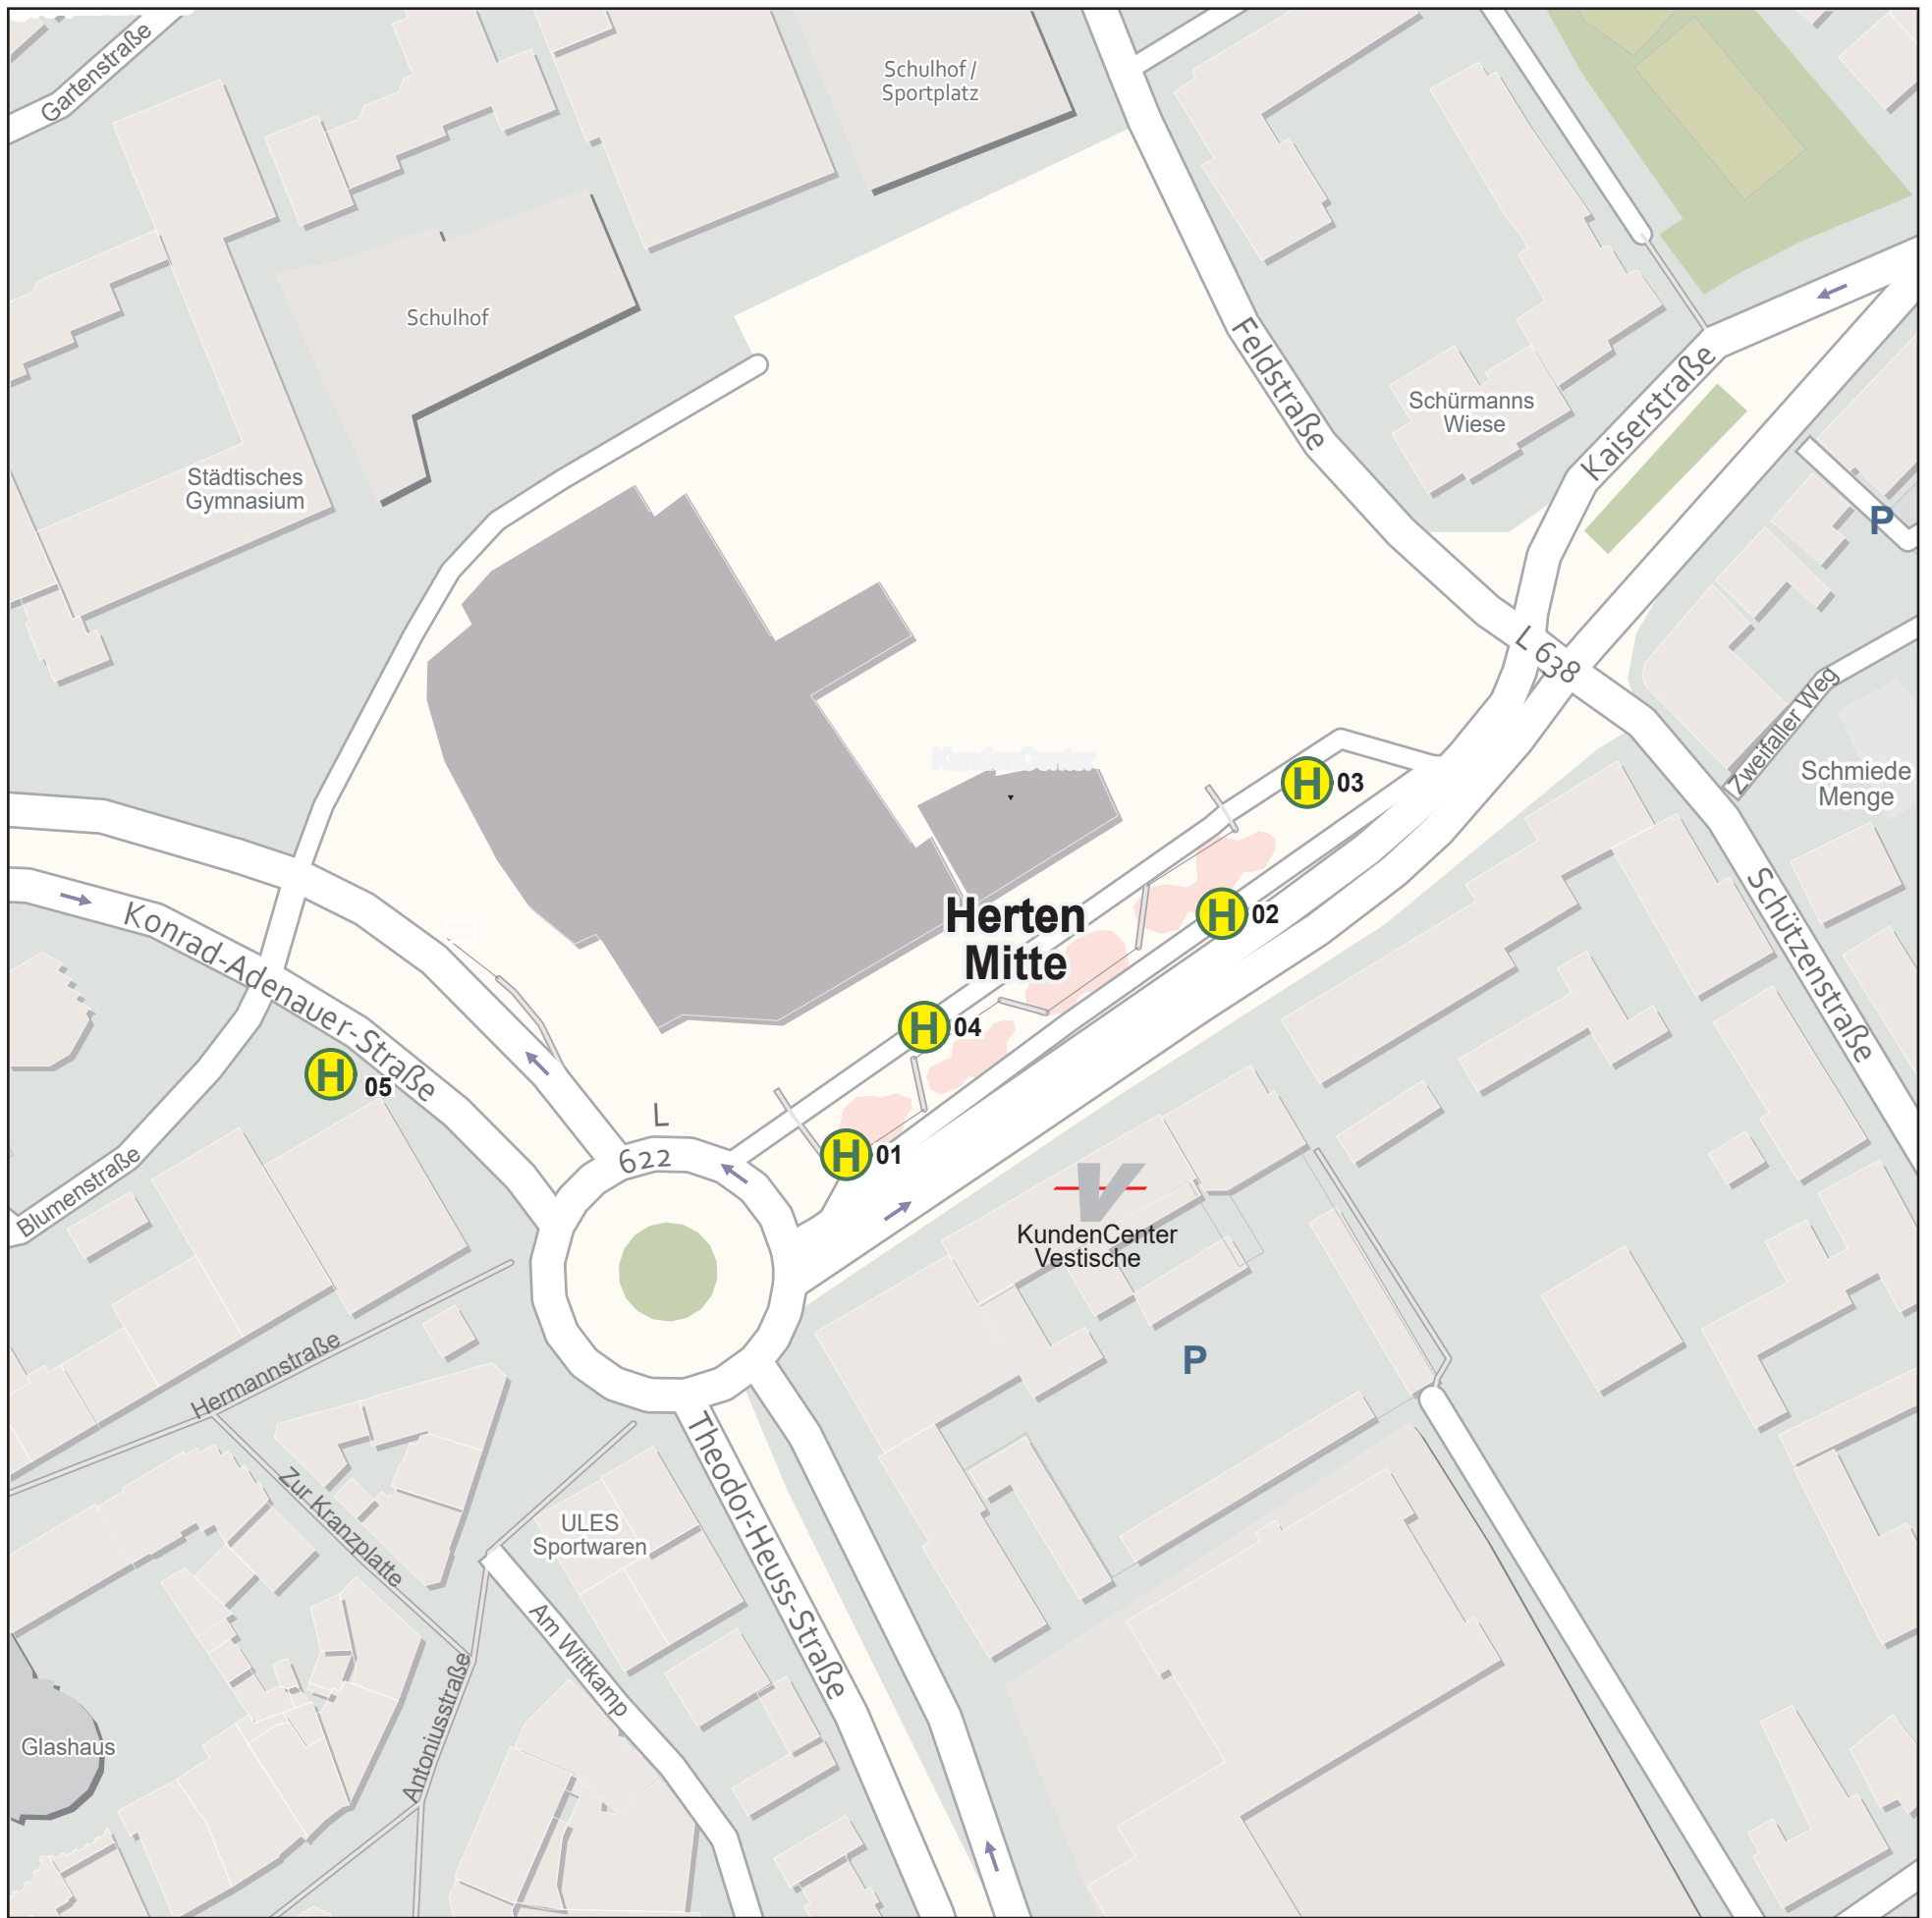 Gartenstraße
Schulhof /
Sportplatz
Schulhof
Feldstraße
Kaiserstraße
Schürmanns
Wiese
Städtisches
Gymnasium
P
L 638
Zweifaller Weg
Schmiede
Menge
KundenCenter
H 03
H 02
Herten
Mitte
H 04
H 01
Konrad-Adenauer-Straße
H 05
Schützenstraße
L
622
Blumenstraße
V
KundenCenter
Vestische
P
Hermannstraße
Zur Kranzplatte
Theodor-Heuss-Straße
ULES
Sportwaren
Am Wittkamp
Antoniusstraße
Glashaus